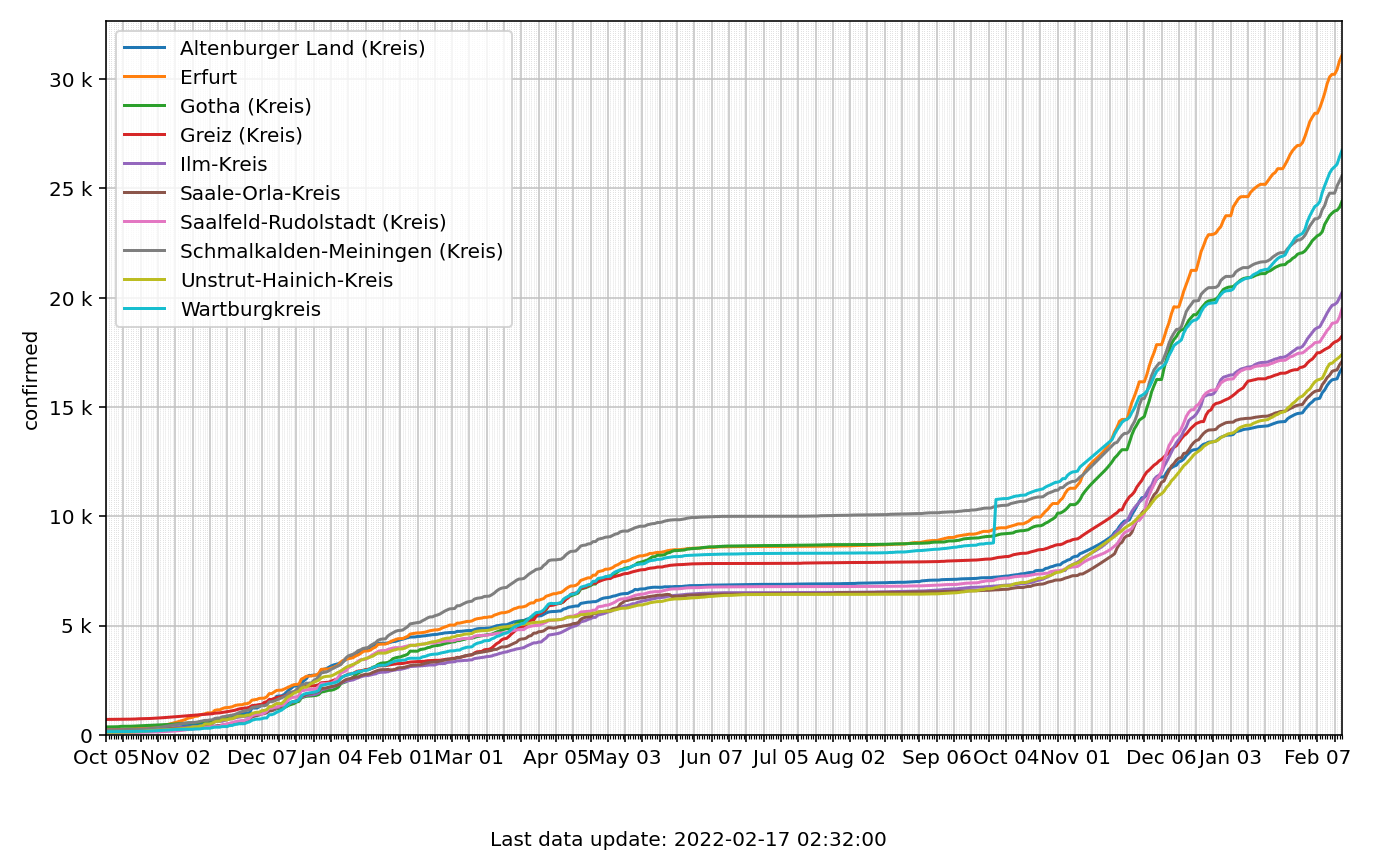 Altenburger Land (Kreis)
Erfurt
Gotha (Kreis)
Greiz (Kreis)
Ilm-Kreis
Saale-Orla-Kreis
Saalfeld-Rudolstadt (Kreis)
Schmalkalden-Meiningen (Kreis)
Unstrut-Hainich-Kreis
Wartburgkreis
confirmed
30 k
25 k
20 k
15 k
10 k
5 k
0
Oct 05 Nov 02 Dec 07 Jan 04 Feb 01 Mar 01 Apr 05 May 03 Jun 07 Jul 05 Aug 02 Sep 06 Oct 04 Nov 01 Dec 06 Jan 03 Feb 07
Last data update: 2022-02-17 02:32:00